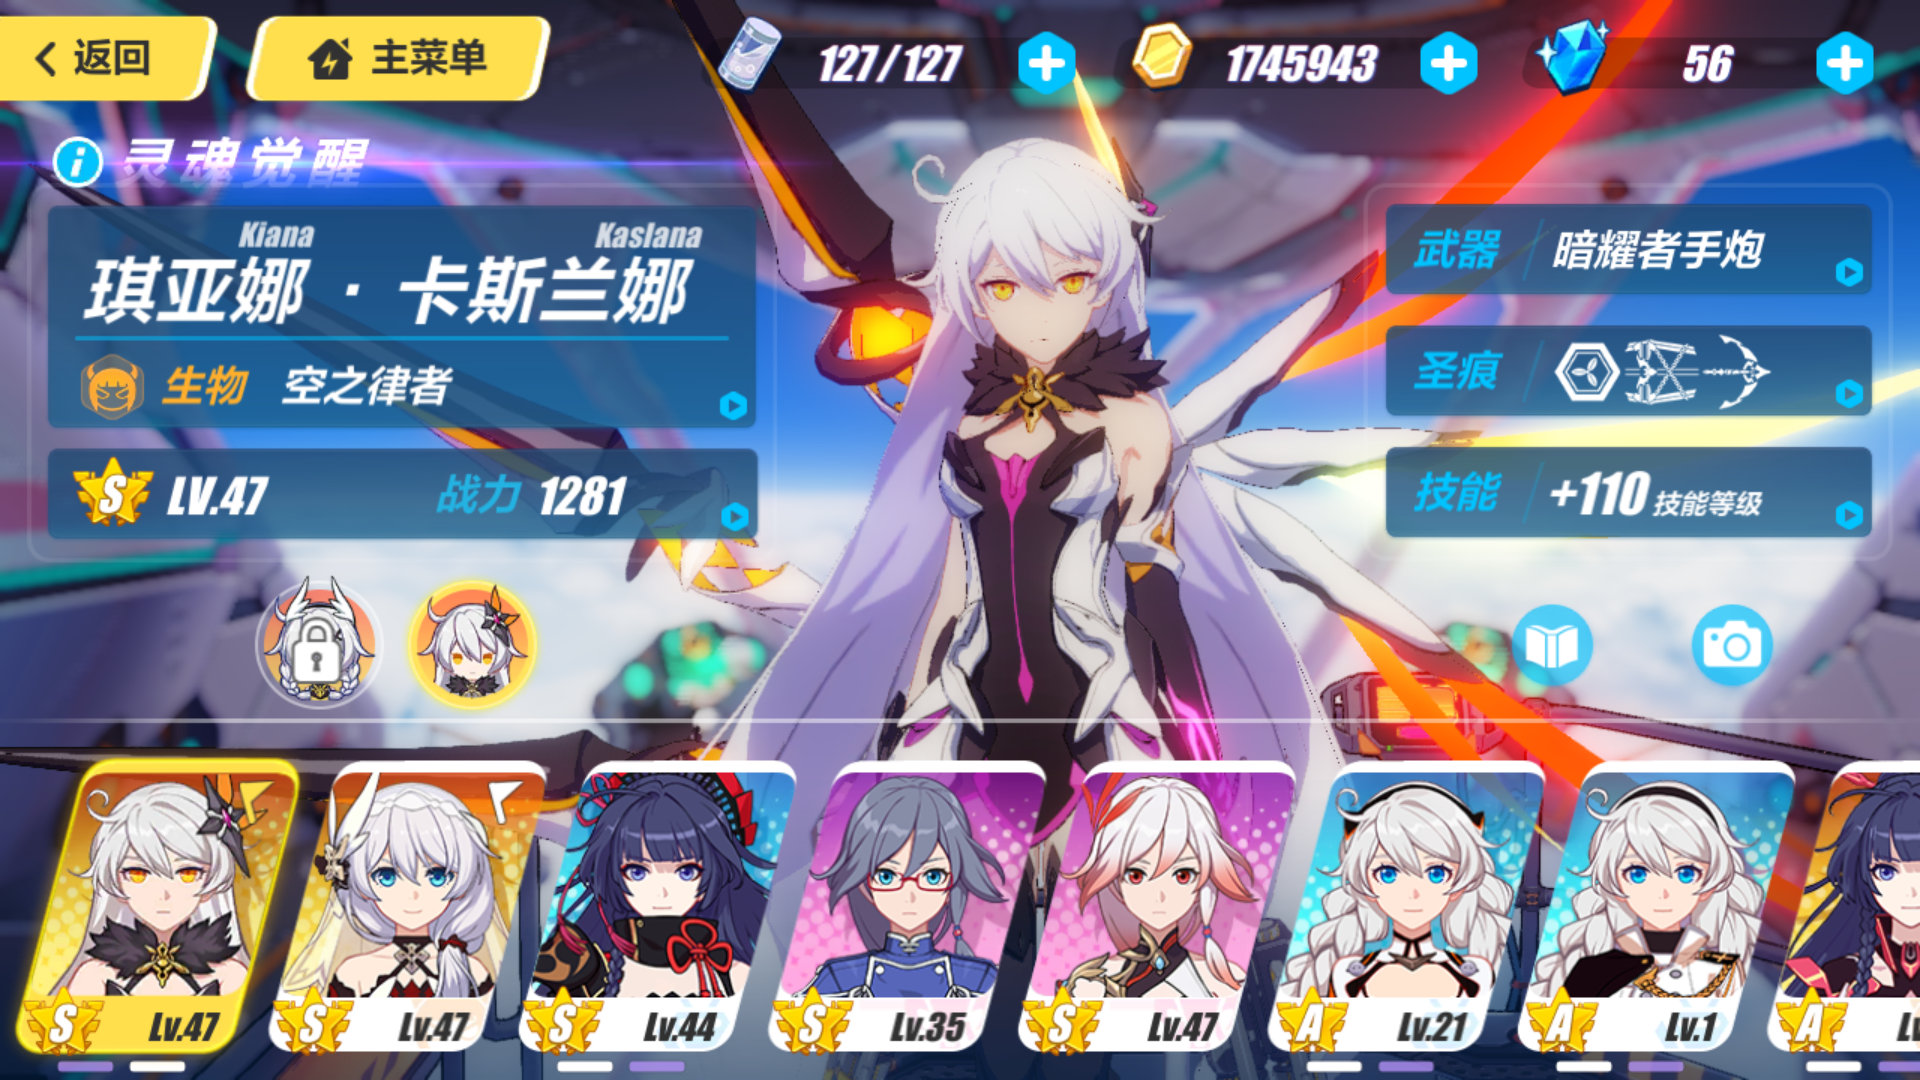 返回
主菜单
127/127
1745943
56
灵魂觉醒
Kiana Kaslana
琪亚娜·卡斯兰娜
生物 空之律者
S LV.47 战力 1281
武器 暗耀者手炮
圣痕
技能 +110 技能等级
S Lv.47
S Lv.47
S Lv.44
S Lv.35
S Lv.47
A Lv.21
A Lv.1
A